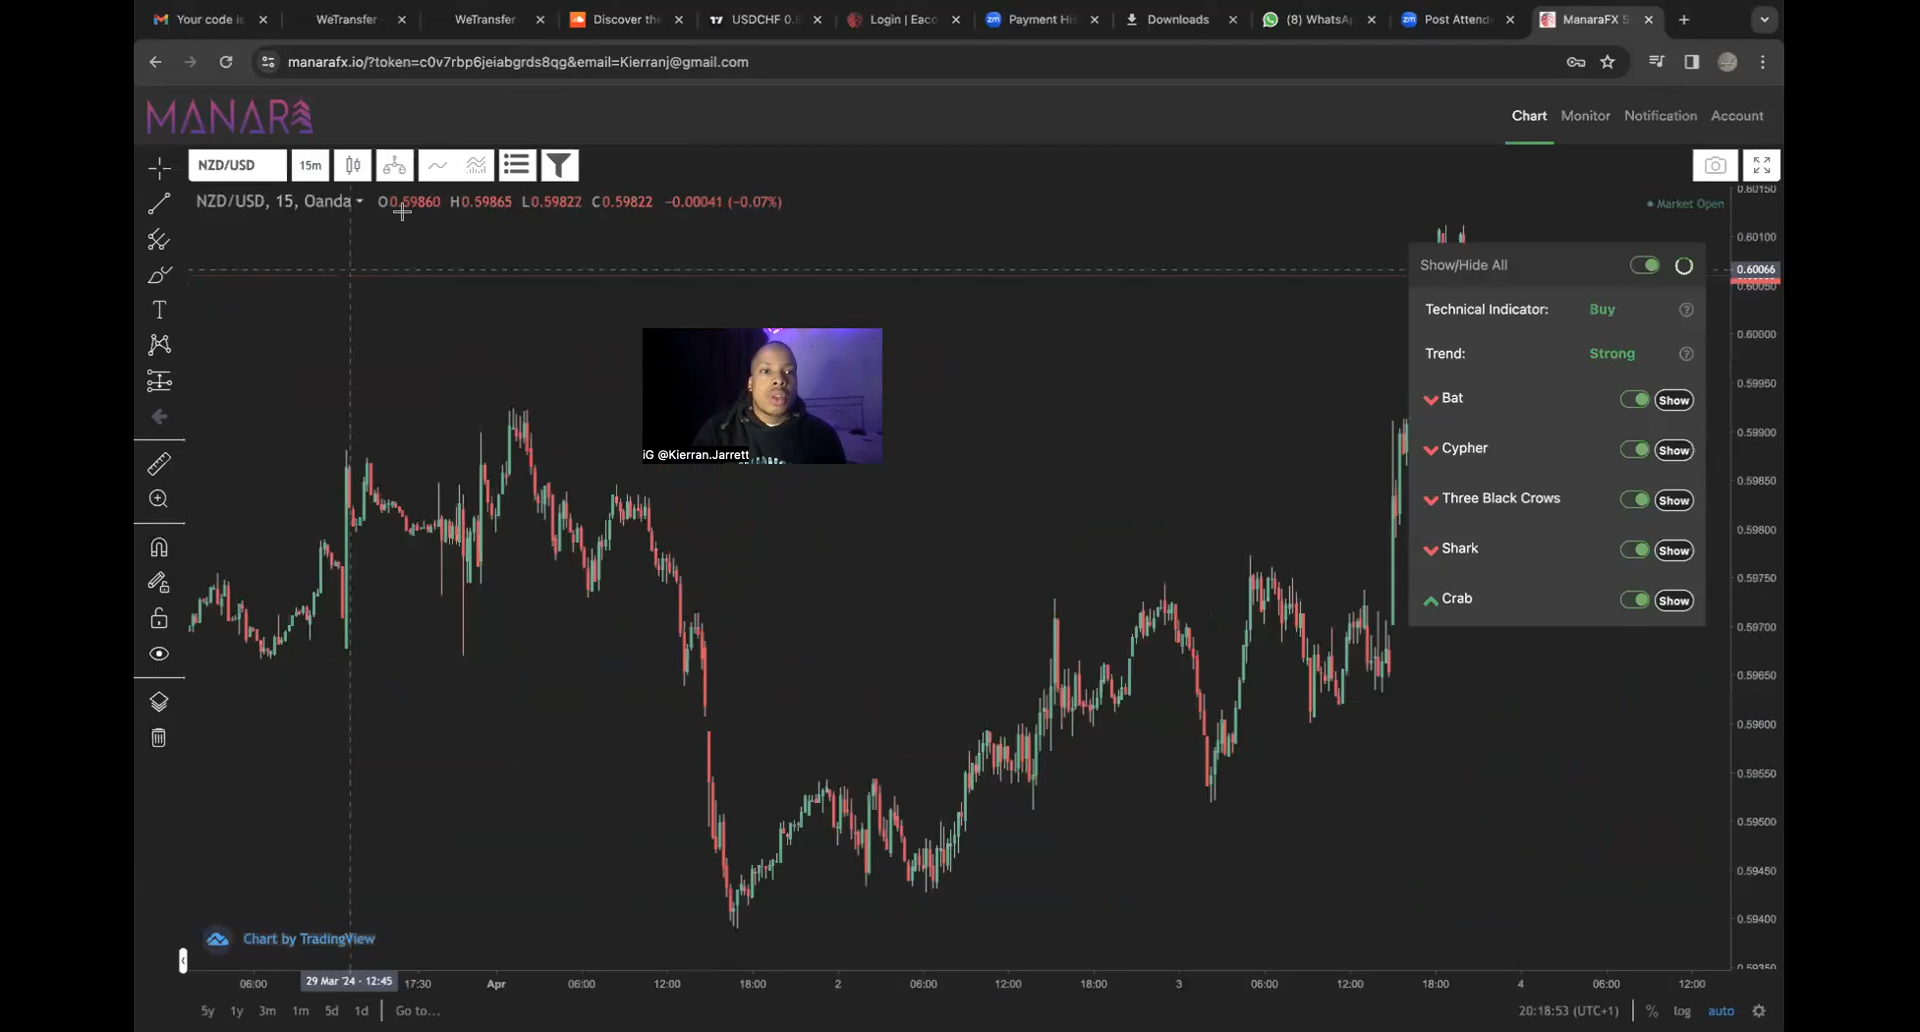 Your code is
WeTransfer
WeTransfer
Discover the
USDCHF 0.
Login | Eaco
Payment His
Downloads
(8) WhatsA
Post Attend
ManaraFX S
manarafx.io/?token=c0v7rbp6jeiabgrds8qg&email=Kierranj@gmail.com
MANARA
Chart
Monitor
Notification
Account
NZD/USD
15m
NZD/USD, 15, Oanda
O0.59860 H0.59865 L0.59822 C0.59822 −0.00041 (−0.07%)
Market Open
0.60150
0.60100
0.60066
0.60050
0.60000
0.59950
0.59900
0.59850
0.59800
0.59750
0.59700
0.59650
0.59600
0.59550
0.59500
0.59450
0.59400
0.59350
Show/Hide All
Technical Indicator: Buy
Trend: Strong
Bat Show
Cypher Show
Three Black Crows Show
Shark Show
Crab Show
iG @Kierran.Jarrett
Chart by TradingView
06:00 29 Mar '24 · 12:45 17:30 Apr 06:00 12:00 18:00 2 06:00 12:00 18:00 3 06:00 12:00 18:00 4 06:00 12:00
5y 1y 3m 1m 5d 1d Go to...
20:18:53 (UTC+1) % log auto